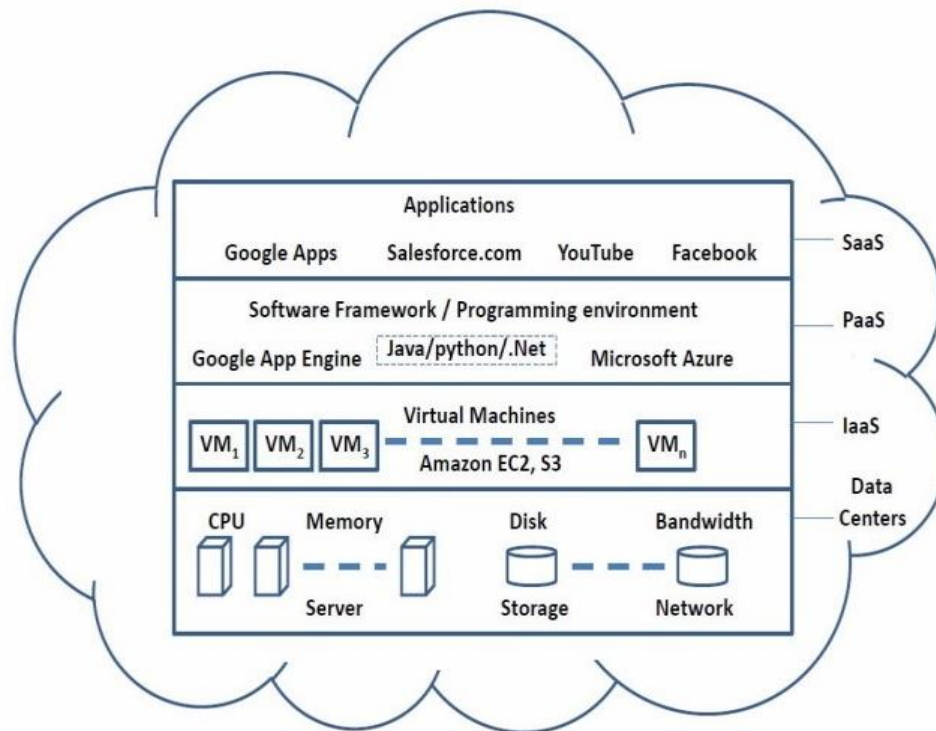 Applications
Google Apps Salesforce.com YouTube Facebook
SaaS
Software Framework / Programming environment
Google App Engine Java/python/.Net Microsoft Azure
PaaS
Virtual Machines
VM1 VM2 VM3 VMn
Amazon EC2, S3
IaaS
CPU Memory Disk Bandwidth
Server Storage Network
Data
Centers